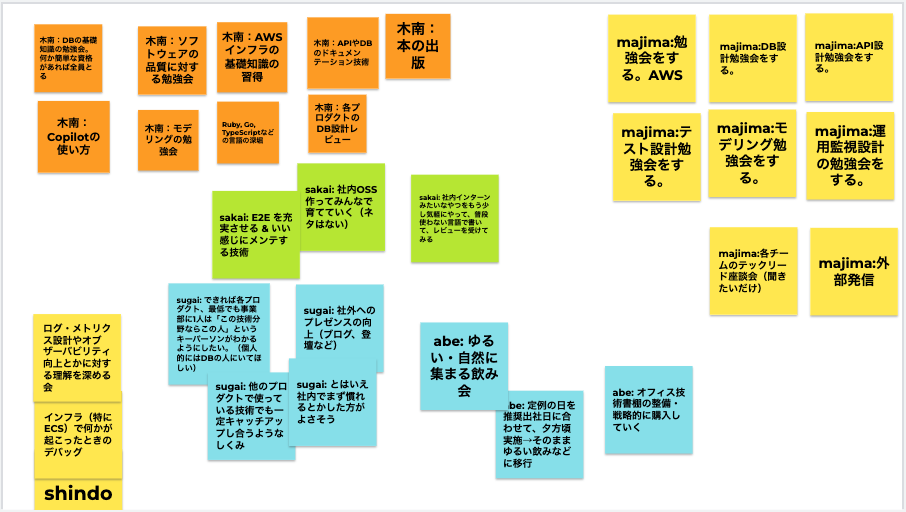 木南：DBの基礎
知識の勉強会。
何か簡単な資格
があれば全員と
る
木南：ソフ
トウェアの
品質に対す
る勉強会
木南：AWS
インフラの
基礎知識の
習得
木南：APIやDB
のドキュメン
テーション技術
木南：
本の出
版
木南：
Copilotの
使い方
木南：モデ
リングの勉
強会
Ruby, Go,
TypeScriptなど
の言語の深堀
木南：各プ
ロダクトの
DB設計レ
ビュー
majima:勉
強会をす
る。AWS
majima:DB設
計勉強会をす
る。
majima:API設
計勉強会をす
る。
majima:テ
スト設計勉
強会をす
る。
majima:モ
デリング勉
強会をす
る。
majima:運
用監視設計
の勉強会を
する。
majima:各チ
ームのテックリー
ド座談会（聞き
たいだけ）
majima:外
部発信
sakai: E2E を充
実させる & いい
感じにメンテす
る技術
sakai: 社内OSS
作ってみんなで
育てていく（ネ
タはない）
sakai: 社内インターン
みたいなやつをもう少
し気軽にやって、普段
使わない言語で書い
て、レビューを受けて
みる
sugai: できれば各プロ
ダクト、最低でも事業
部に1人は「この技術分
野ならこの人」という
キーパーソンがわかる
ようにしたい。（個人
的にはDBの人にいてほ
しい）
sugai: 社外への
プレゼンスの向
上（ブログ、登
壇など）
sugai: 他のプロ
ダクトで使って
いる技術でも一
定キャッチアッ
プし合うような
しくみ
sugai: とはいえ
社内でまず慣れ
るとかした方が
よさそう
abe: ゆる
い・自然に
集まる飲み
会
abe: 定例の日を
推奨出社日に合
わせて、夕方頃
実施→そのまま
ゆるい飲みなど
に移行
abe: オフィス技
術書棚の整備・
戦略的に購入し
ていく
ログ・メトリク
ス設計やオブ
ザーバビリティ
向上とかに対す
る理解を深める
会
インフラ（特に
ECS）で何かが
起こったときの
デバッグ
shindo